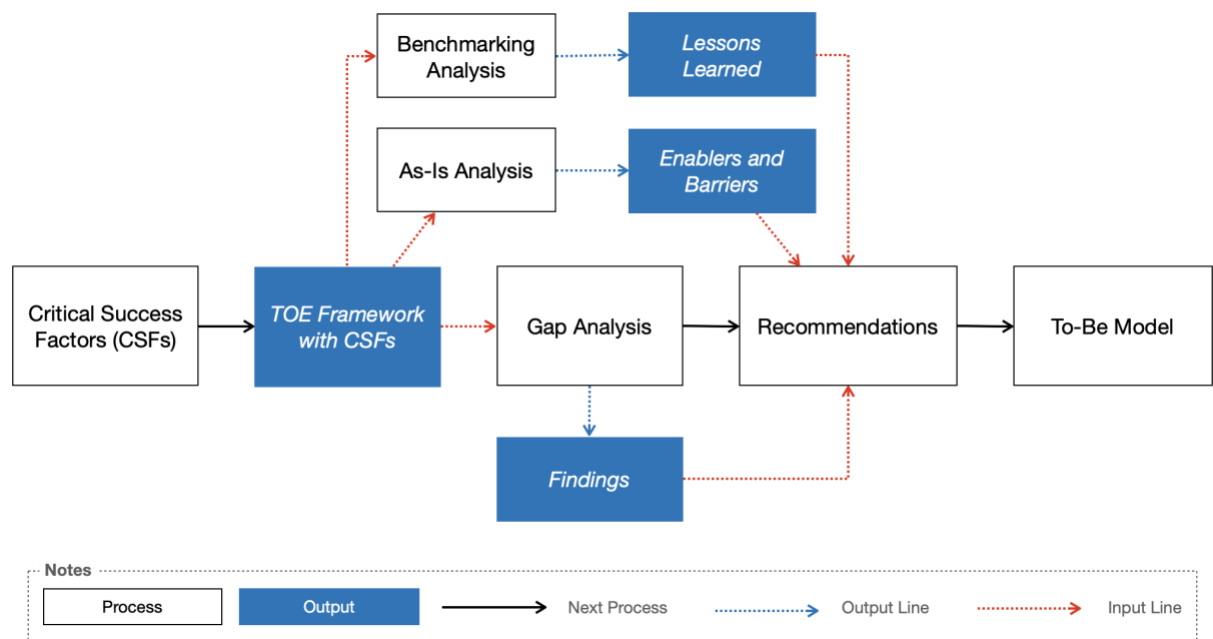 Benchmarking
Analysis
Lessons
Learned
As-Is Analysis
Enablers and
Barriers
Critical Success
Factors (CSFs)
TOE Framework
with CSFs
Gap Analysis
Recommendations
To-Be Model
Findings
Notes
Process
Output
Next Process
Output Line
Input Line